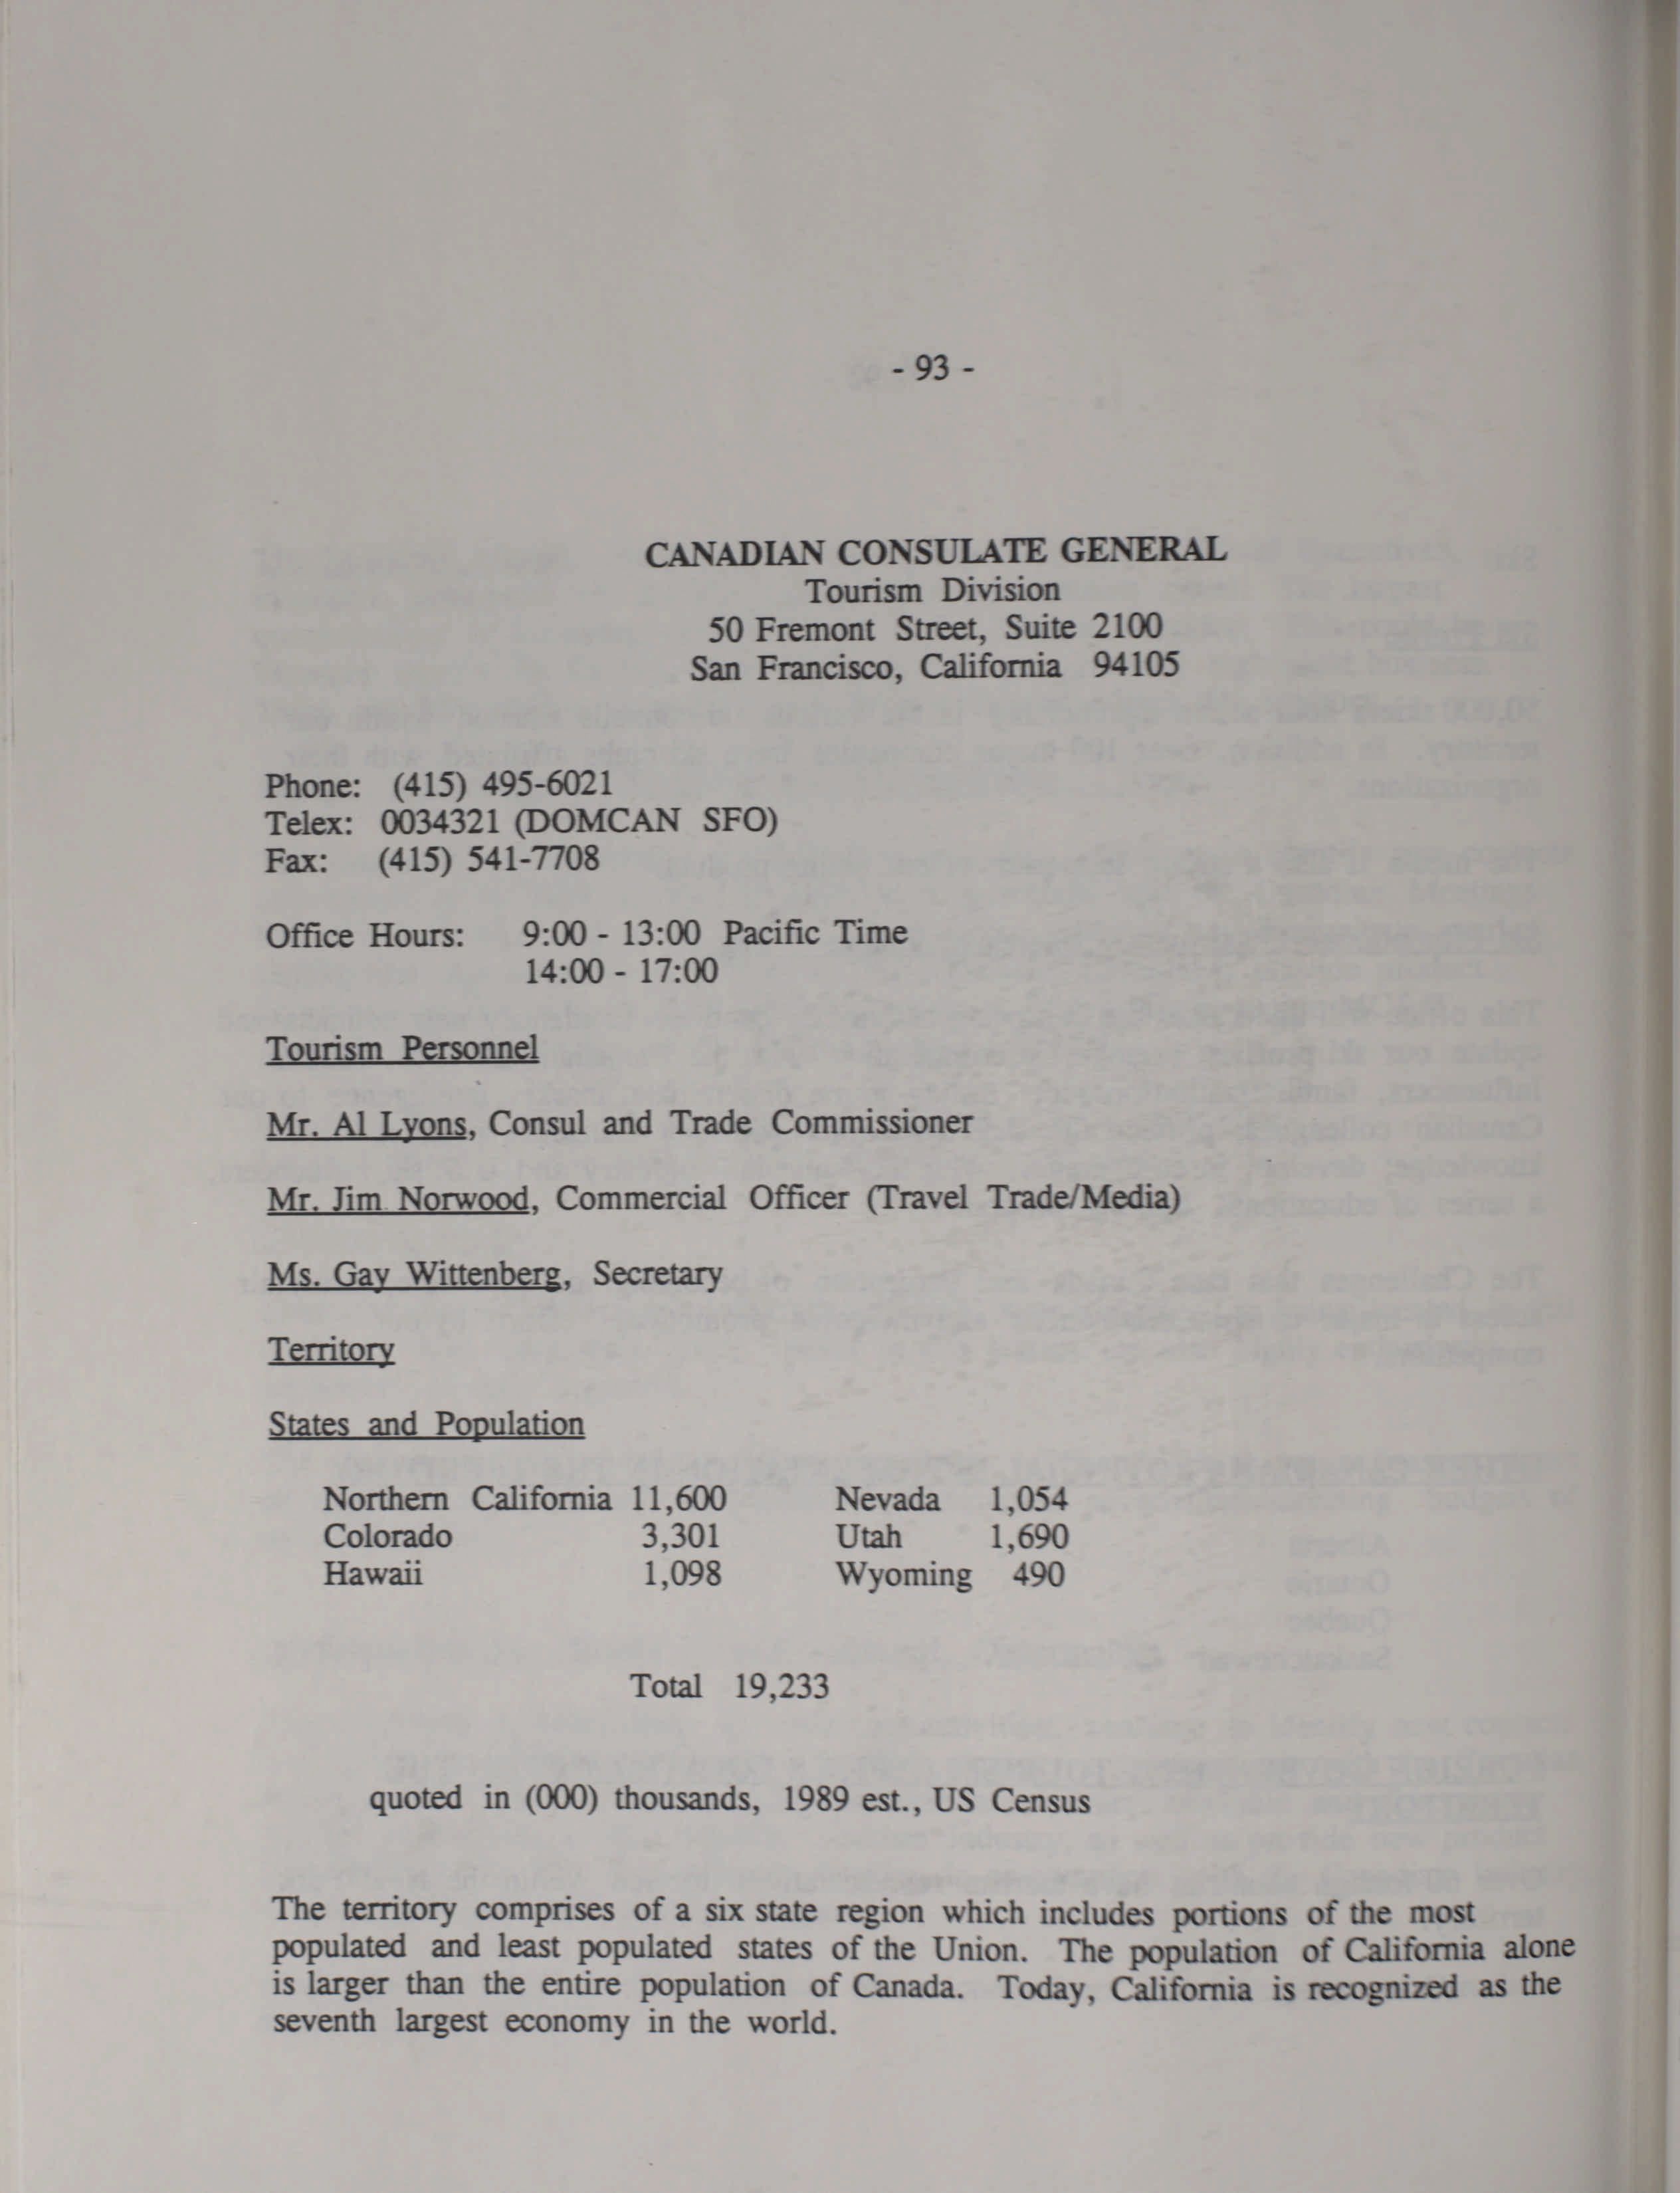 - 93 -
CANADIAN CONSULATE GENERAL
Tourism Division
50 Fremont Street, Suite 2100
San Francisco, California 94105
Phone: (415) 495-6021
Telex: 0034321 (DOMCAN SFO)
Fax: (415) 541-7708
Office Hours: 9:00 - 13:00 Pacific Time
14:00 - 17:00
Tourism Personnel
Mr. Al Lyons, Consul and Trade Commissioner
Mr. Jim Norwood, Commercial Officer (Travel Trade/Media)
Ms. Gay Wittenberg, Secretary
Territory
States and Population
Northern California 11,600 Nevada 1,054
Colorado 3,301 Utah 1,690
Hawaii 1,098 Wyoming 490
Total 19,233
quoted in (000) thousands, 1989 est., US Census
The territory comprises of a six state region which includes portions of the most
populated and least populated states of the Union. The population of California alone
is larger than the entire population of Canada. Today, California is recognized as the
seventh largest economy in the world.